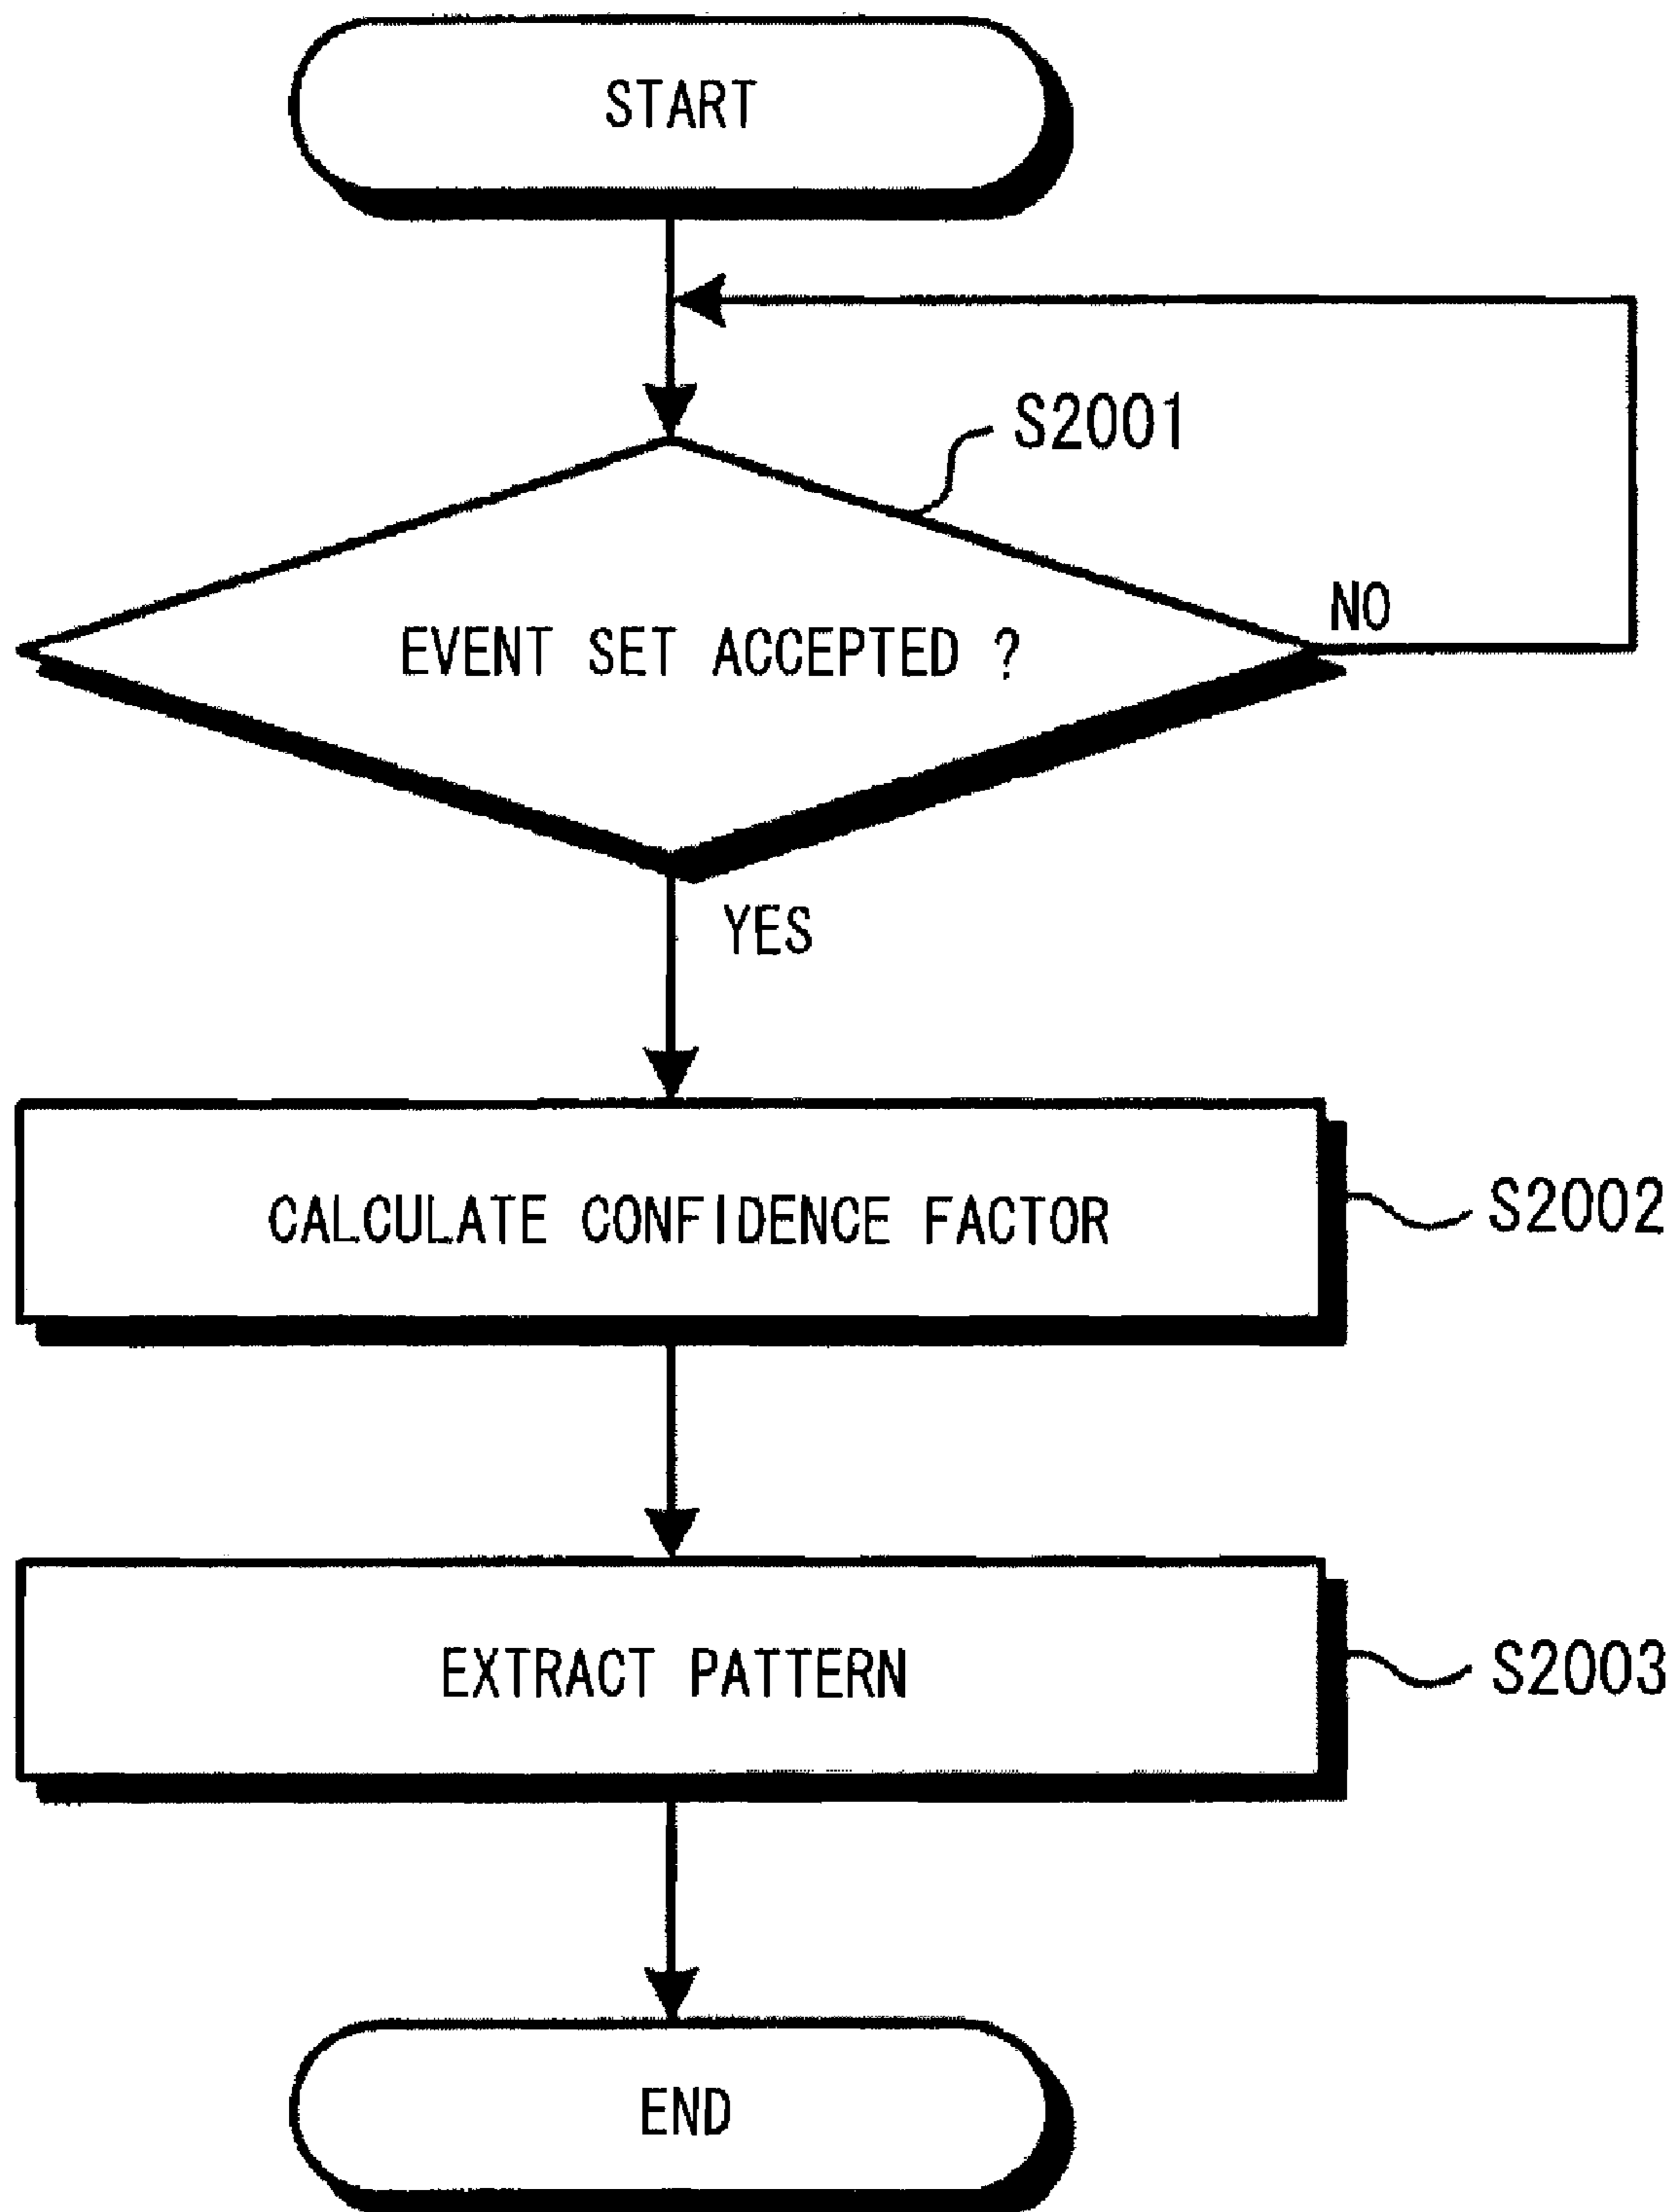 START
S2001
NO
EVENT SET ACCEPTED ?
YES
CALCULATE CONFIDENCE FACTOR
S2002
EXTRACT PATTERN
S2003
END